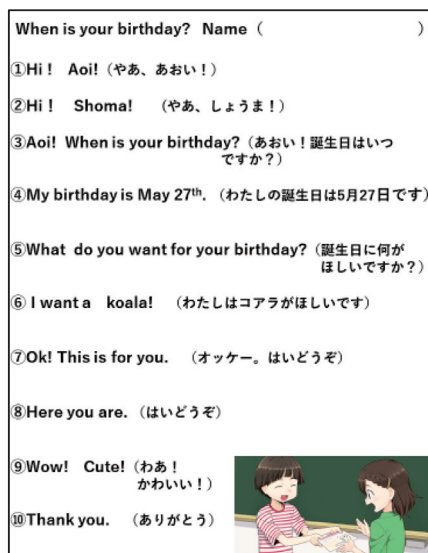 When is your birthday? Name（　　　　　　　）
①Hi！ Aoi!（やあ、あおい！）
②Hi！ Shoma!　（やあ、しょうま！）
③Aoi! When is your birthday?（あおい！誕生日はいつ
ですか？）
④My birthday is May 27th.（わたしの誕生日は5月27日です）
⑤What do you want for your birthday?（誕生日に何が
ほしいですか？）
⑥ I want a koala!　（わたしはコアラがほしいです）
⑦Ok! This is for you.　（オッケー。はいどうぞ）
⑧Here you are.（はいどうぞ）
⑨Wow! Cute!（わあ！
かわいい！）
⑩Thank you.　（ありがとう）